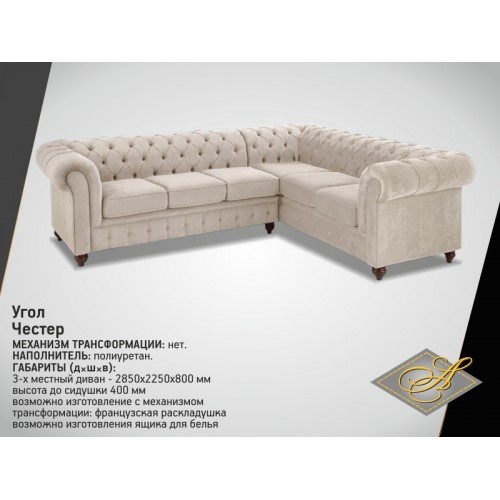 Угол
Честер
МЕХАНИЗМ ТРАНСФОРМАЦИИ: нет.
НАПОЛНИТЕЛЬ: полиуретан.
ГАБАРИТЫ (д×ш×в):
3-х местный диван - 2850х2250х800 мм
высота до сидушки 400 мм
возможно изготовление с механизмом
трансформации: французская раскладушка
возможно изготовления ящика для белья
А